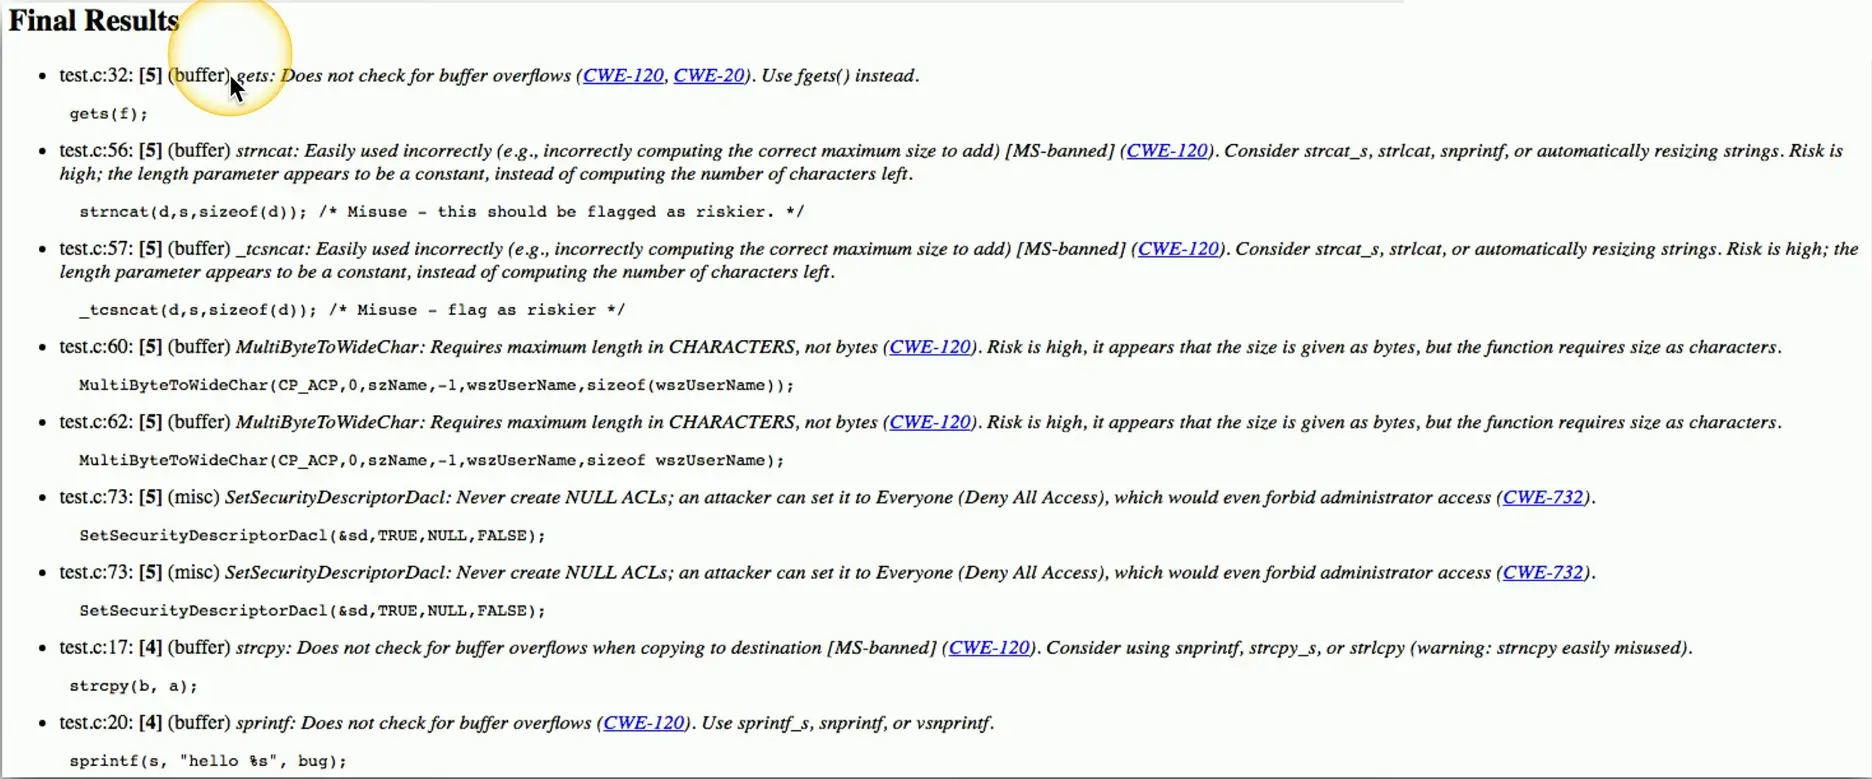 Final Results
• test.c:32: [5] (buffer) gets: Does not check for buffer overflows (CWE-120, CWE-20). Use fgets() instead.
gets(f);
• test.c:56: [5] (buffer) strncat: Easily used incorrectly (e.g., incorrectly computing the correct maximum size to add) [MS-banned] (CWE-120). Consider strcat_s, strlcat, snprintf, or automatically resizing strings. Risk is
high; the length parameter appears to be a constant, instead of computing the number of characters left.
strncat(d,s,sizeof(d)); /* Misuse - this should be flagged as riskier. */
• test.c:57: [5] (buffer) _tcsncat: Easily used incorrectly (e.g., incorrectly computing the correct maximum size to add) [MS-banned] (CWE-120). Consider strcat_s, strlcat, or automatically resizing strings. Risk is high; the
length parameter appears to be a constant, instead of computing the number of characters left.
_tcsncat(d,s,sizeof(d)); /* Misuse - flag as riskier */
• test.c:60: [5] (buffer) MultiByteToWideChar: Requires maximum length in CHARACTERS, not bytes (CWE-120). Risk is high, it appears that the size is given as bytes, but the function requires size as characters.
MultiByteToWideChar(CP_ACP,0,szName,-1,wszUserName,sizeof(wszUserName));
• test.c:62: [5] (buffer) MultiByteToWideChar: Requires maximum length in CHARACTERS, not bytes (CWE-120). Risk is high, it appears that the size is given as bytes, but the function requires size as characters.
MultiByteToWideChar(CP_ACP,0,szName,-1,wszUserName,sizeof wszUserName);
• test.c:73: [5] (misc) SetSecurityDescriptorDacl: Never create NULL ACLs; an attacker can set it to Everyone (Deny All Access), which would even forbid administrator access (CWE-732).
SetSecurityDescriptorDacl(&sd,TRUE,NULL,FALSE);
• test.c:73: [5] (misc) SetSecurityDescriptorDacl: Never create NULL ACLs; an attacker can set it to Everyone (Deny All Access), which would even forbid administrator access (CWE-732).
SetSecurityDescriptorDacl(&sd,TRUE,NULL,FALSE);
• test.c:17: [4] (buffer) strcpy: Does not check for buffer overflows when copying to destination [MS-banned] (CWE-120). Consider using snprintf, strcpy_s, or strlcpy (warning: strncpy easily misused).
strcpy(b, a);
• test.c:20: [4] (buffer) sprintf: Does not check for buffer overflows (CWE-120). Use sprintf_s, snprintf, or vsnprintf.
sprintf(s, "hello %s", bug);